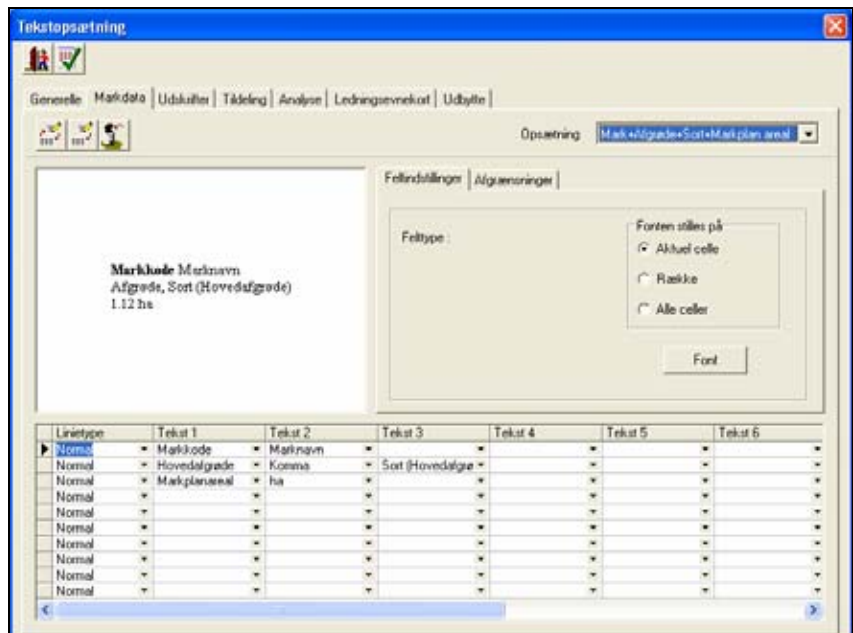 Tekstopsætning
Generelle Markdata Udskrifter Tildeling Analyse Ledningsevnekort Udbytte
Opsætning Mark+Afgrøde+Sort+Markplan areal
Feltindstillinger Afgrænsninger
Felttype :
Fonten stilles på
Aktuel celle
Række
Alle celler
Font
Markkode Marknavn
Afgrøde, Sort (Hovedafgrøde)
1.12 ha
Linietype Tekst 1 Tekst 2 Tekst 3 Tekst 4 Tekst 5 Tekst 6
Normal Markkode Marknavn
Normal Hovedafgrøde Komma Sort (Hovedafgrø
Normal Markplanareal ha
Normal
Normal
Normal
Normal
Normal
Normal
Normal